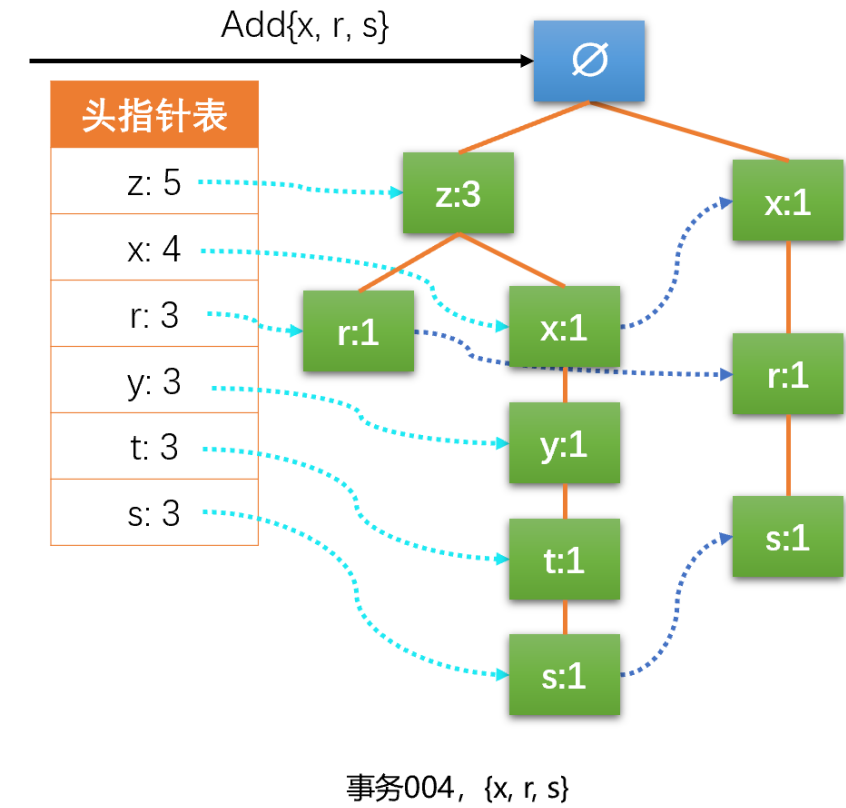 Add{x, r, s}
∅
头指针表
z: 5
x: 4
r: 3
y: 3
t: 3
s: 3
z:3
x:1
r:1
x:1
r:1
y:1
s:1
t:1
s:1
事务004，{x, r, s}